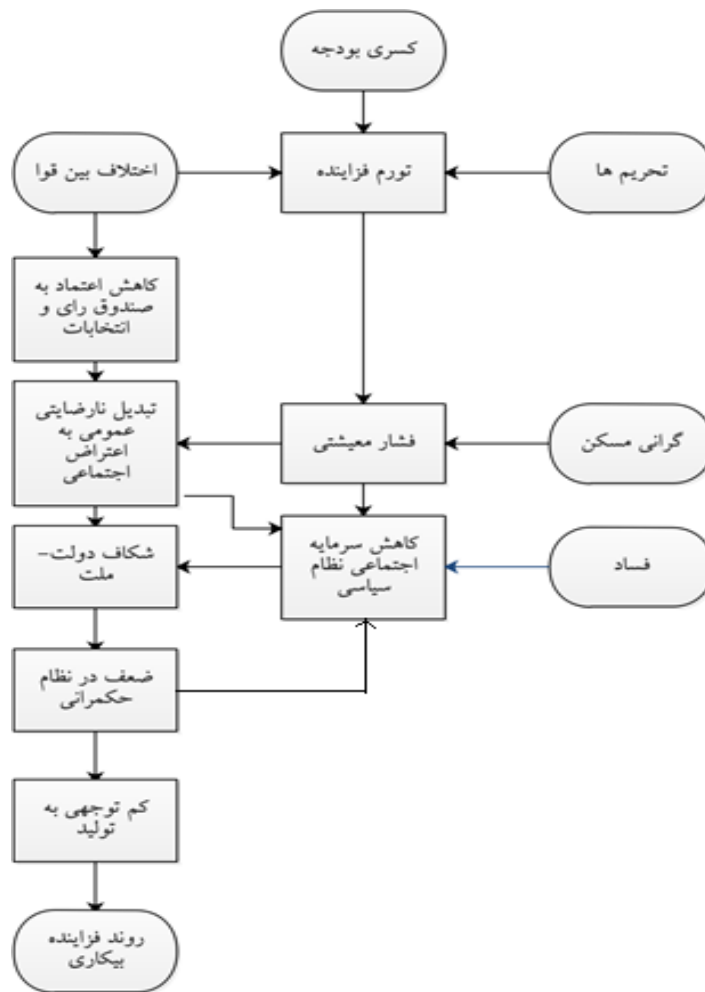 کسری بودجه
اختلاف بین قوا
تورم فزاینده
تحریم ها
کاهش اعتماد به
صندوق رای و
انتخابات
تبدیل نارضایتی
عمومی به
اعتراض
اجتماعی
فشار معیشتی
گرانی مسکن
شکاف دولت–
ملت
کاهش سرمایه
اجتماعی نظام
سیاسی
فساد
ضعف در نظام
حکمرانی
کم توجهی به
تولید
روند فزاینده
بیکاری